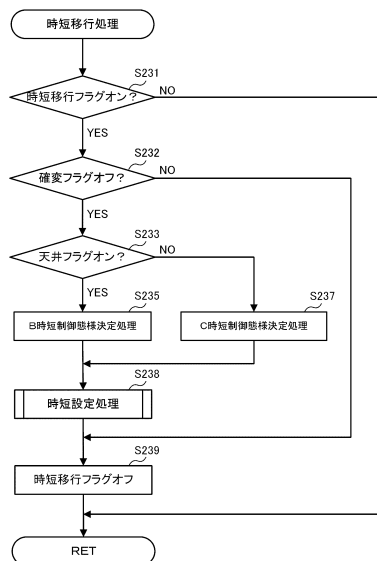 時短移行処理
S231
時短移行フラグオン？
NO
YES
S232
確変フラグオフ？
NO
YES
S233
天井フラグオン？
NO
YES
S235
B時短制御態様決定処理
S237
C時短制御態様決定処理
S238
時短設定処理
S239
時短移行フラグオフ
RET